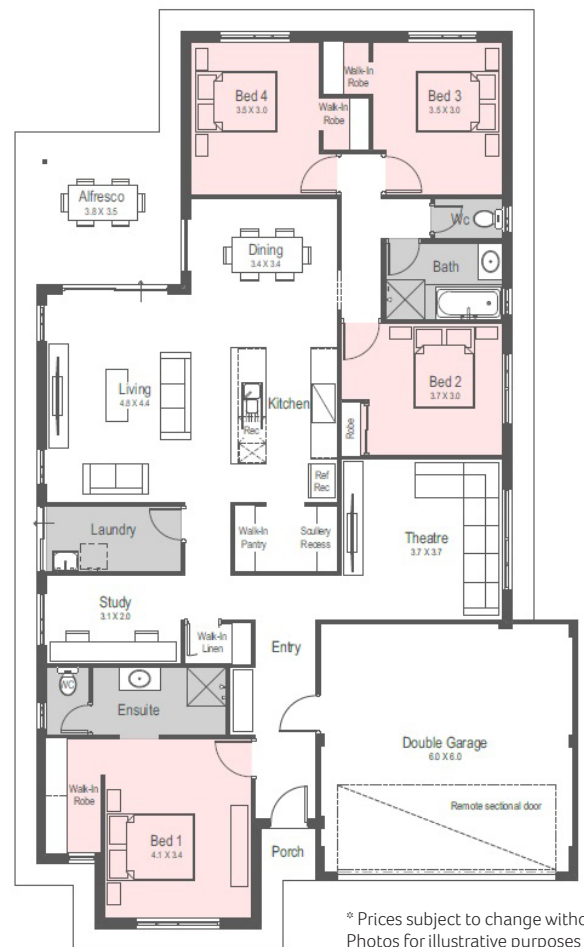 Bed 4
3.5 X 3.0
Walk-In
Robe
Walk-In
Robe
Bed 3
3.5 X 3.0
Alfresco
3.8 X 3.5
Wc
Dining
3.4 X 3.4
Bath
Living
4.8 X 4.4
Kitchen
Rec
Bed 2
3.7 X 3.0
Robe
Ref
Rec
Laundry
Walk-In
Pantry
Scullery
Recess
Theatre
3.7 X 3.7
Study
3.1 X 2.0
Walk-In
Linen
Entry
WC
Ensuite
Double Garage
6.0 X 6.0
Walk-In
Robe
Remote sectional door
Bed 1
4.1 X 3.4
Porch
* Prices subject to change witho
Photos for illustrative purposes